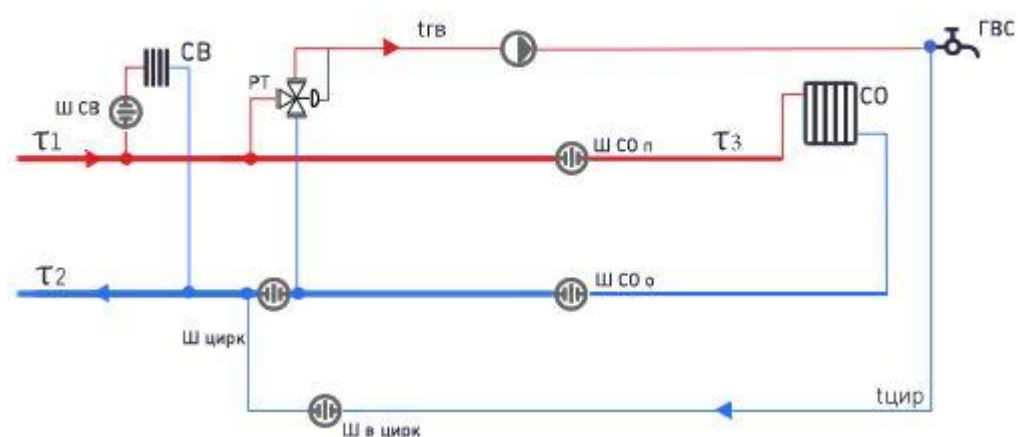 tгв
ГВС
СВ
РТ
Ш СВ
СО
τ1
Ш СО п
τ3
τ2
Ш СО о
Ш цирк
tцир
Ш в цирк